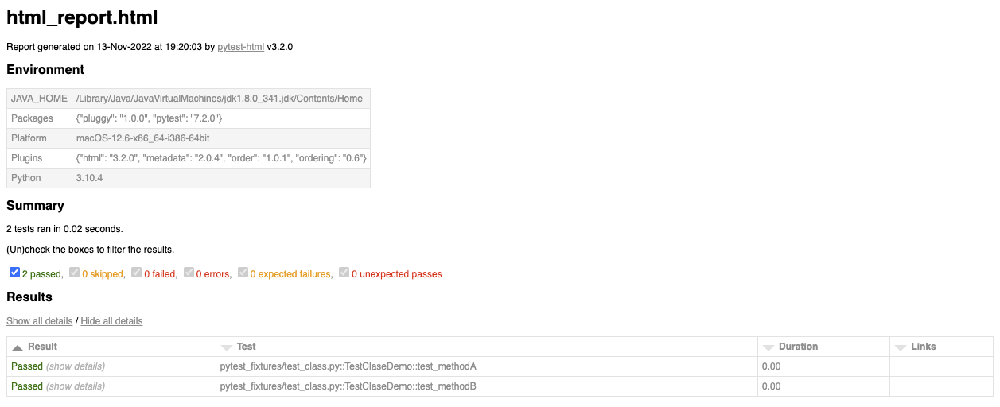 html_report.html
Report generated on 13-Nov-2022 at 19:20:03 by pytest-html v3.2.0
Environment
JAVA_HOME /Library/Java/JavaVirtualMachines/jdk1.8.0_341.jdk/Contents/Home
Packages {"pluggy": "1.0.0", "pytest": "7.2.0"}
Platform macOS-12.6-x86_64-i386-64bit
Plugins {"html": "3.2.0", "metadata": "2.0.4", "order": "1.0.1", "ordering": "0.6"}
Python 3.10.4
Summary
2 tests ran in 0.02 seconds.
(Un)check the boxes to filter the results.
2 passed, 0 skipped, 0 failed, 0 errors, 0 expected failures, 0 unexpected passes
Results
Show all details / Hide all details
Result Test Duration Links
Passed (show details) pytest_fixtures/test_class.py::TestClaseDemo::test_methodA 0.00
Passed (show details) pytest_fixtures/test_class.py::TestClaseDemo::test_methodB 0.00